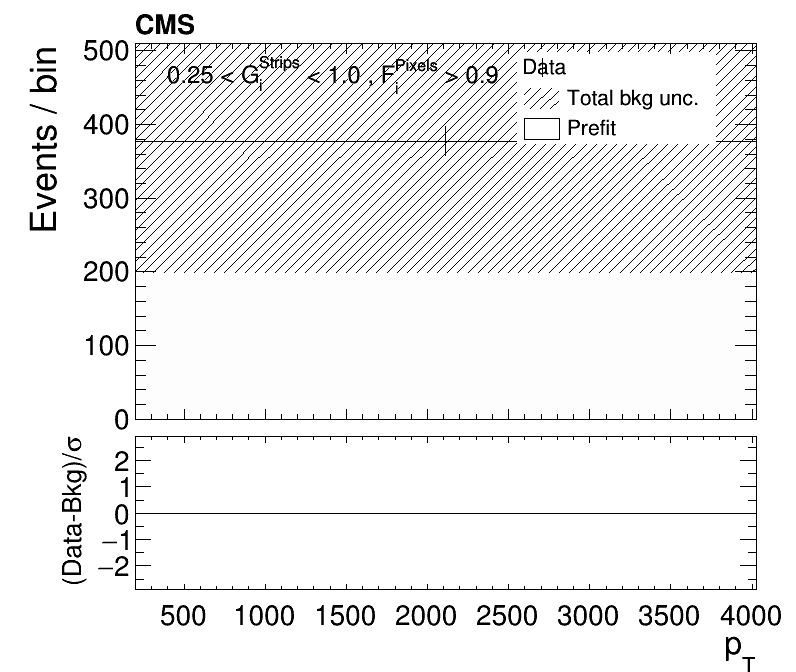 CMS
Events / bin
500
400
300
200
100
0
0.25 < G_i^Strips < 1.0 , F_i^Pixels > 0.9
Data
Total bkg unc.
Prefit
(Data-Bkg)/σ
2
1
0
−1
−2
500 1000 1500 2000 2500 3000 3500 4000
p_T